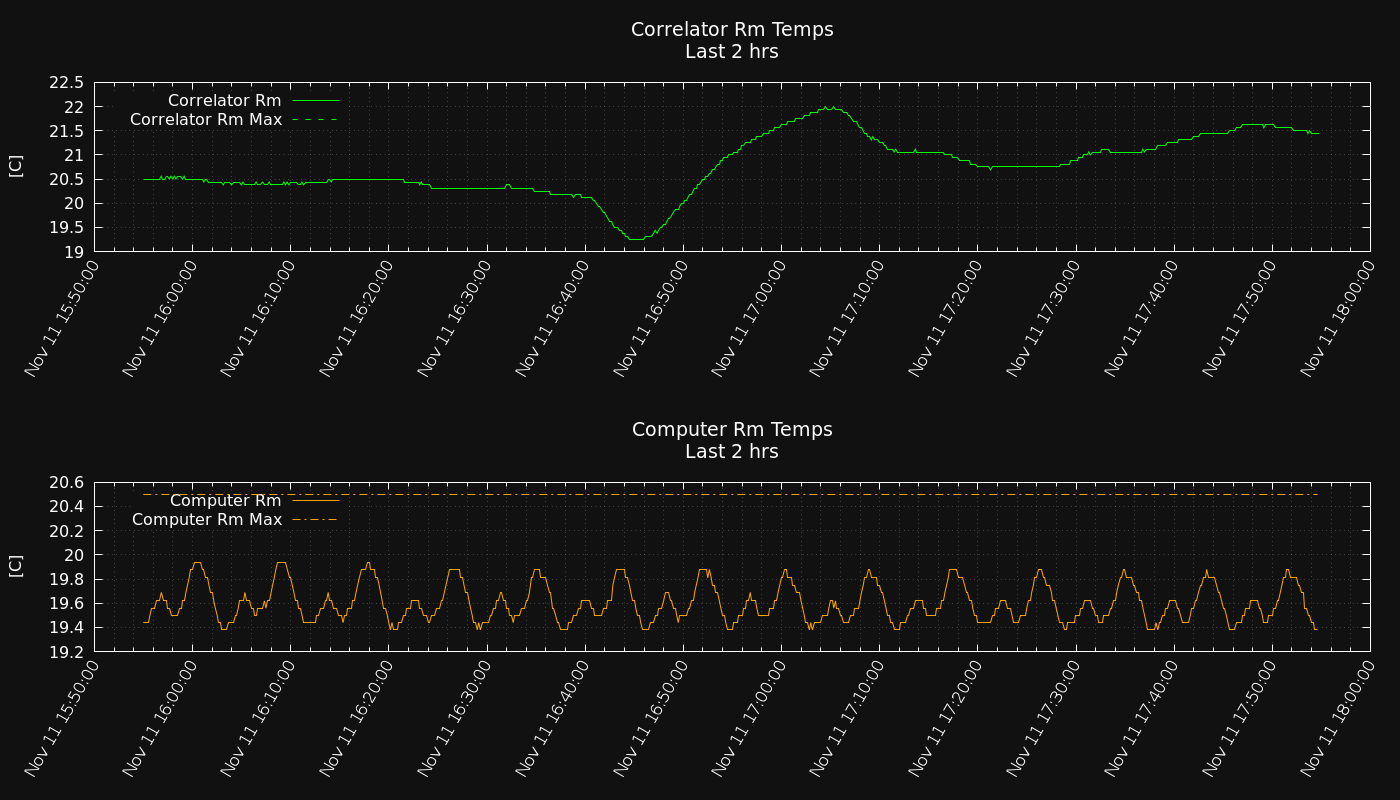 Correlator Rm Temps
Last 2 hrs
22.5
22
21.5
21
20.5
20
19.5
19
[C]
Correlator Rm
Correlator Rm Max
Nov 11 15:50:00
Nov 11 16:00:00
Nov 11 16:10:00
Nov 11 16:20:00
Nov 11 16:30:00
Nov 11 16:40:00
Nov 11 16:50:00
Nov 11 17:00:00
Nov 11 17:10:00
Nov 11 17:20:00
Nov 11 17:30:00
Nov 11 17:40:00
Nov 11 17:50:00
Nov 11 18:00:00
Computer Rm Temps
Last 2 hrs
20.6
20.4
20.2
20
19.8
19.6
19.4
19.2
[C]
Computer Rm
Computer Rm Max
Nov 11 15:50:00
Nov 11 16:00:00
Nov 11 16:10:00
Nov 11 16:20:00
Nov 11 16:30:00
Nov 11 16:40:00
Nov 11 16:50:00
Nov 11 17:00:00
Nov 11 17:10:00
Nov 11 17:20:00
Nov 11 17:30:00
Nov 11 17:40:00
Nov 11 17:50:00
Nov 11 18:00:00